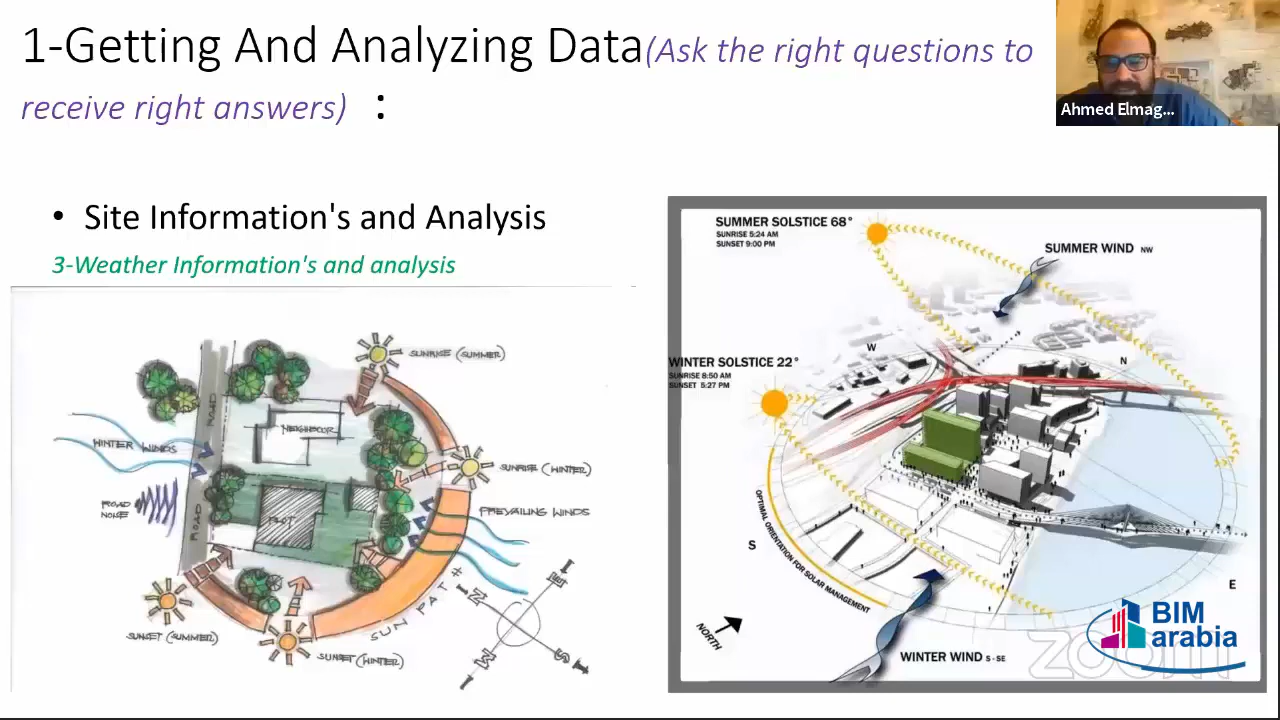 1-Getting And Analyzing Data(Ask the right questions to
receive right answers) :
Ahmed Elmag...
• Site Information's and Analysis
3-Weather Information's and analysis
SUNRISE (SUMMER)
ROAD
NEIGHBOR
WINTER WINDS
SUNRISE (WINTER)
ROAD
NOISE
ROAD
PLOT
PREVAILING WINDS
SUN PATH
N
W
S
SUNSET (SUMMER)
SUNSET (WINTER)
SUMMER SOLSTICE 68°
SUNRISE 5:24 AM
SUNSET 9:00 PM
SUMMER WIND NW
W
N
WINTER SOLSTICE 22°
SUNRISE 8:50 AM
SUNSET 5:27 PM
OPTIMAL ORIENTATION FOR SOLAR MANAGEMENT
S
E
NORTH
WINTER WIND S - SE
BIM
arabia
zoom